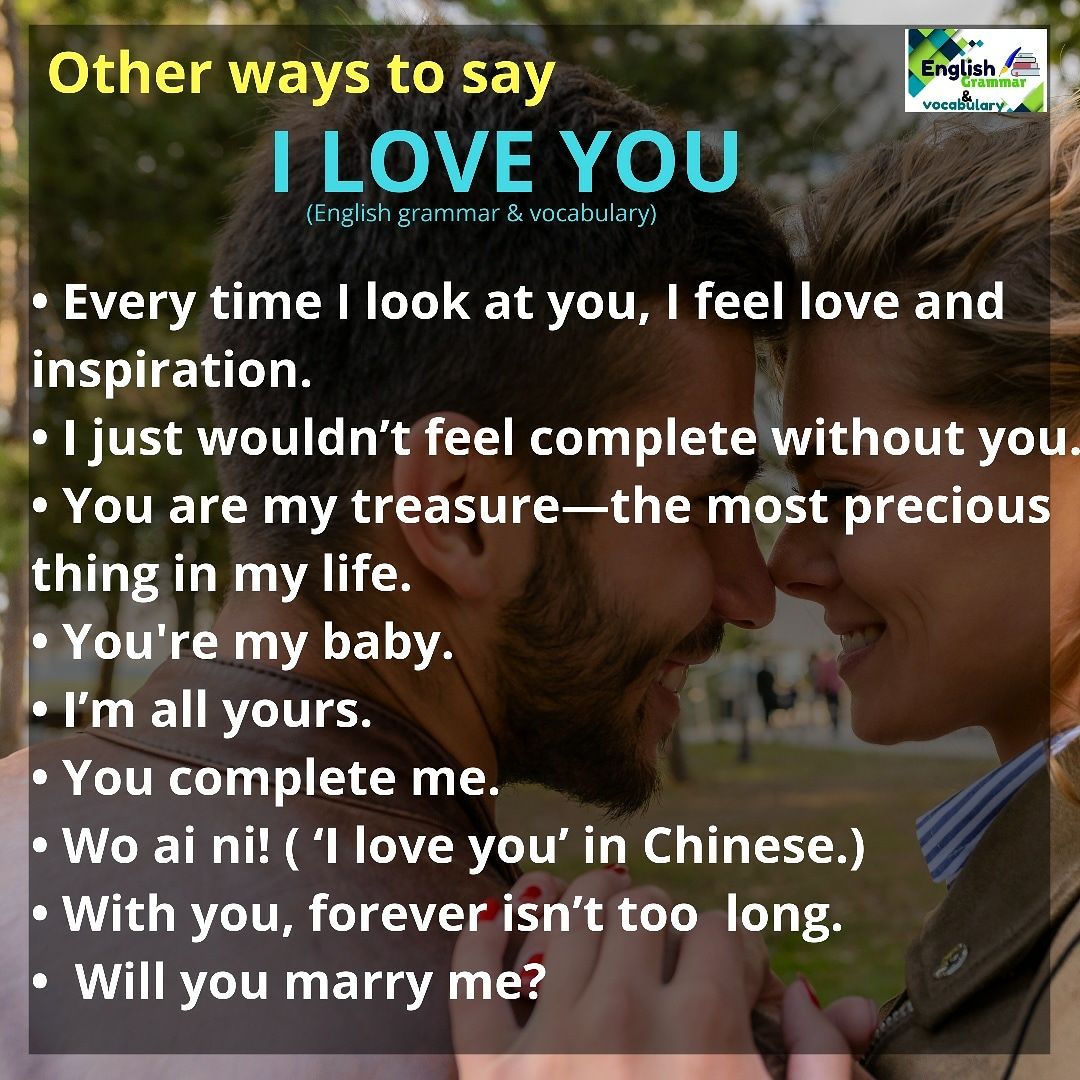 Other ways to say
English
Grammar
&
vocabulary
I LOVE YOU
(English grammar & vocabulary)
• Every time I look at you, I feel love and
inspiration.
• I just wouldn’t feel complete without you.
• You are my treasure—the most precious
thing in my life.
• You're my baby.
• I’m all yours.
• You complete me.
• Wo ai ni! ( ‘I love you’ in Chinese.)
• With you, forever isn’t too  long.
•  Will you marry me?